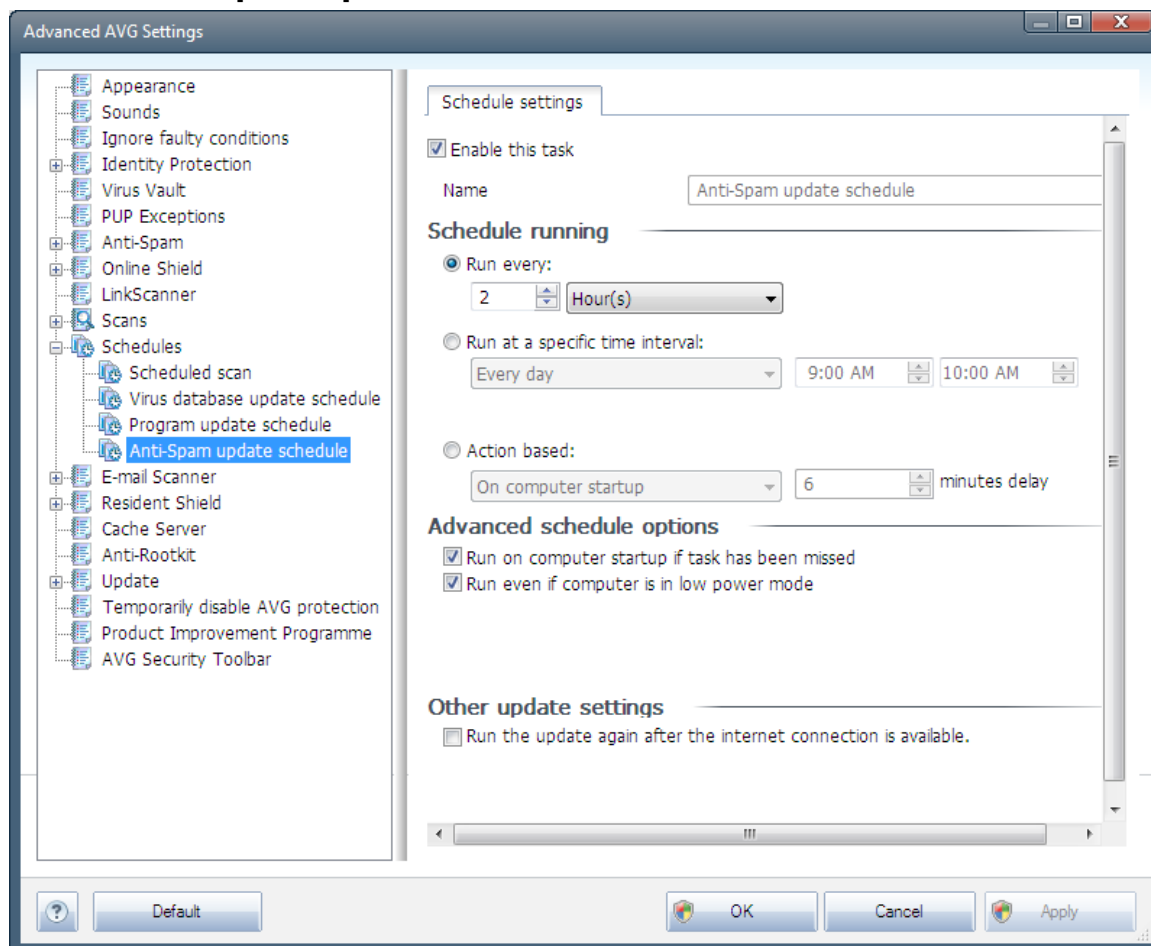 Advanced AVG Settings
Appearance
Sounds
Ignore faulty conditions
Identity Protection
Virus Vault
PUP Exceptions
Anti-Spam
Online Shield
LinkScanner
Scans
Schedules
Scheduled scan
Virus database update schedule
Program update schedule
Anti-Spam update schedule
E-mail Scanner
Resident Shield
Cache Server
Anti-Rootkit
Update
Temporarily disable AVG protection
Product Improvement Programme
AVG Security Toolbar
Schedule settings
Enable this task
Name Anti-Spam update schedule
Schedule running
Run every:
2 Hour(s)
Run at a specific time interval:
Every day 9:00 AM 10:00 AM
Action based:
On computer startup 6 minutes delay
Advanced schedule options
Run on computer startup if task has been missed
Run even if computer is in low power mode
Other update settings
Run the update again after the internet connection is available.
? Default OK Cancel Apply